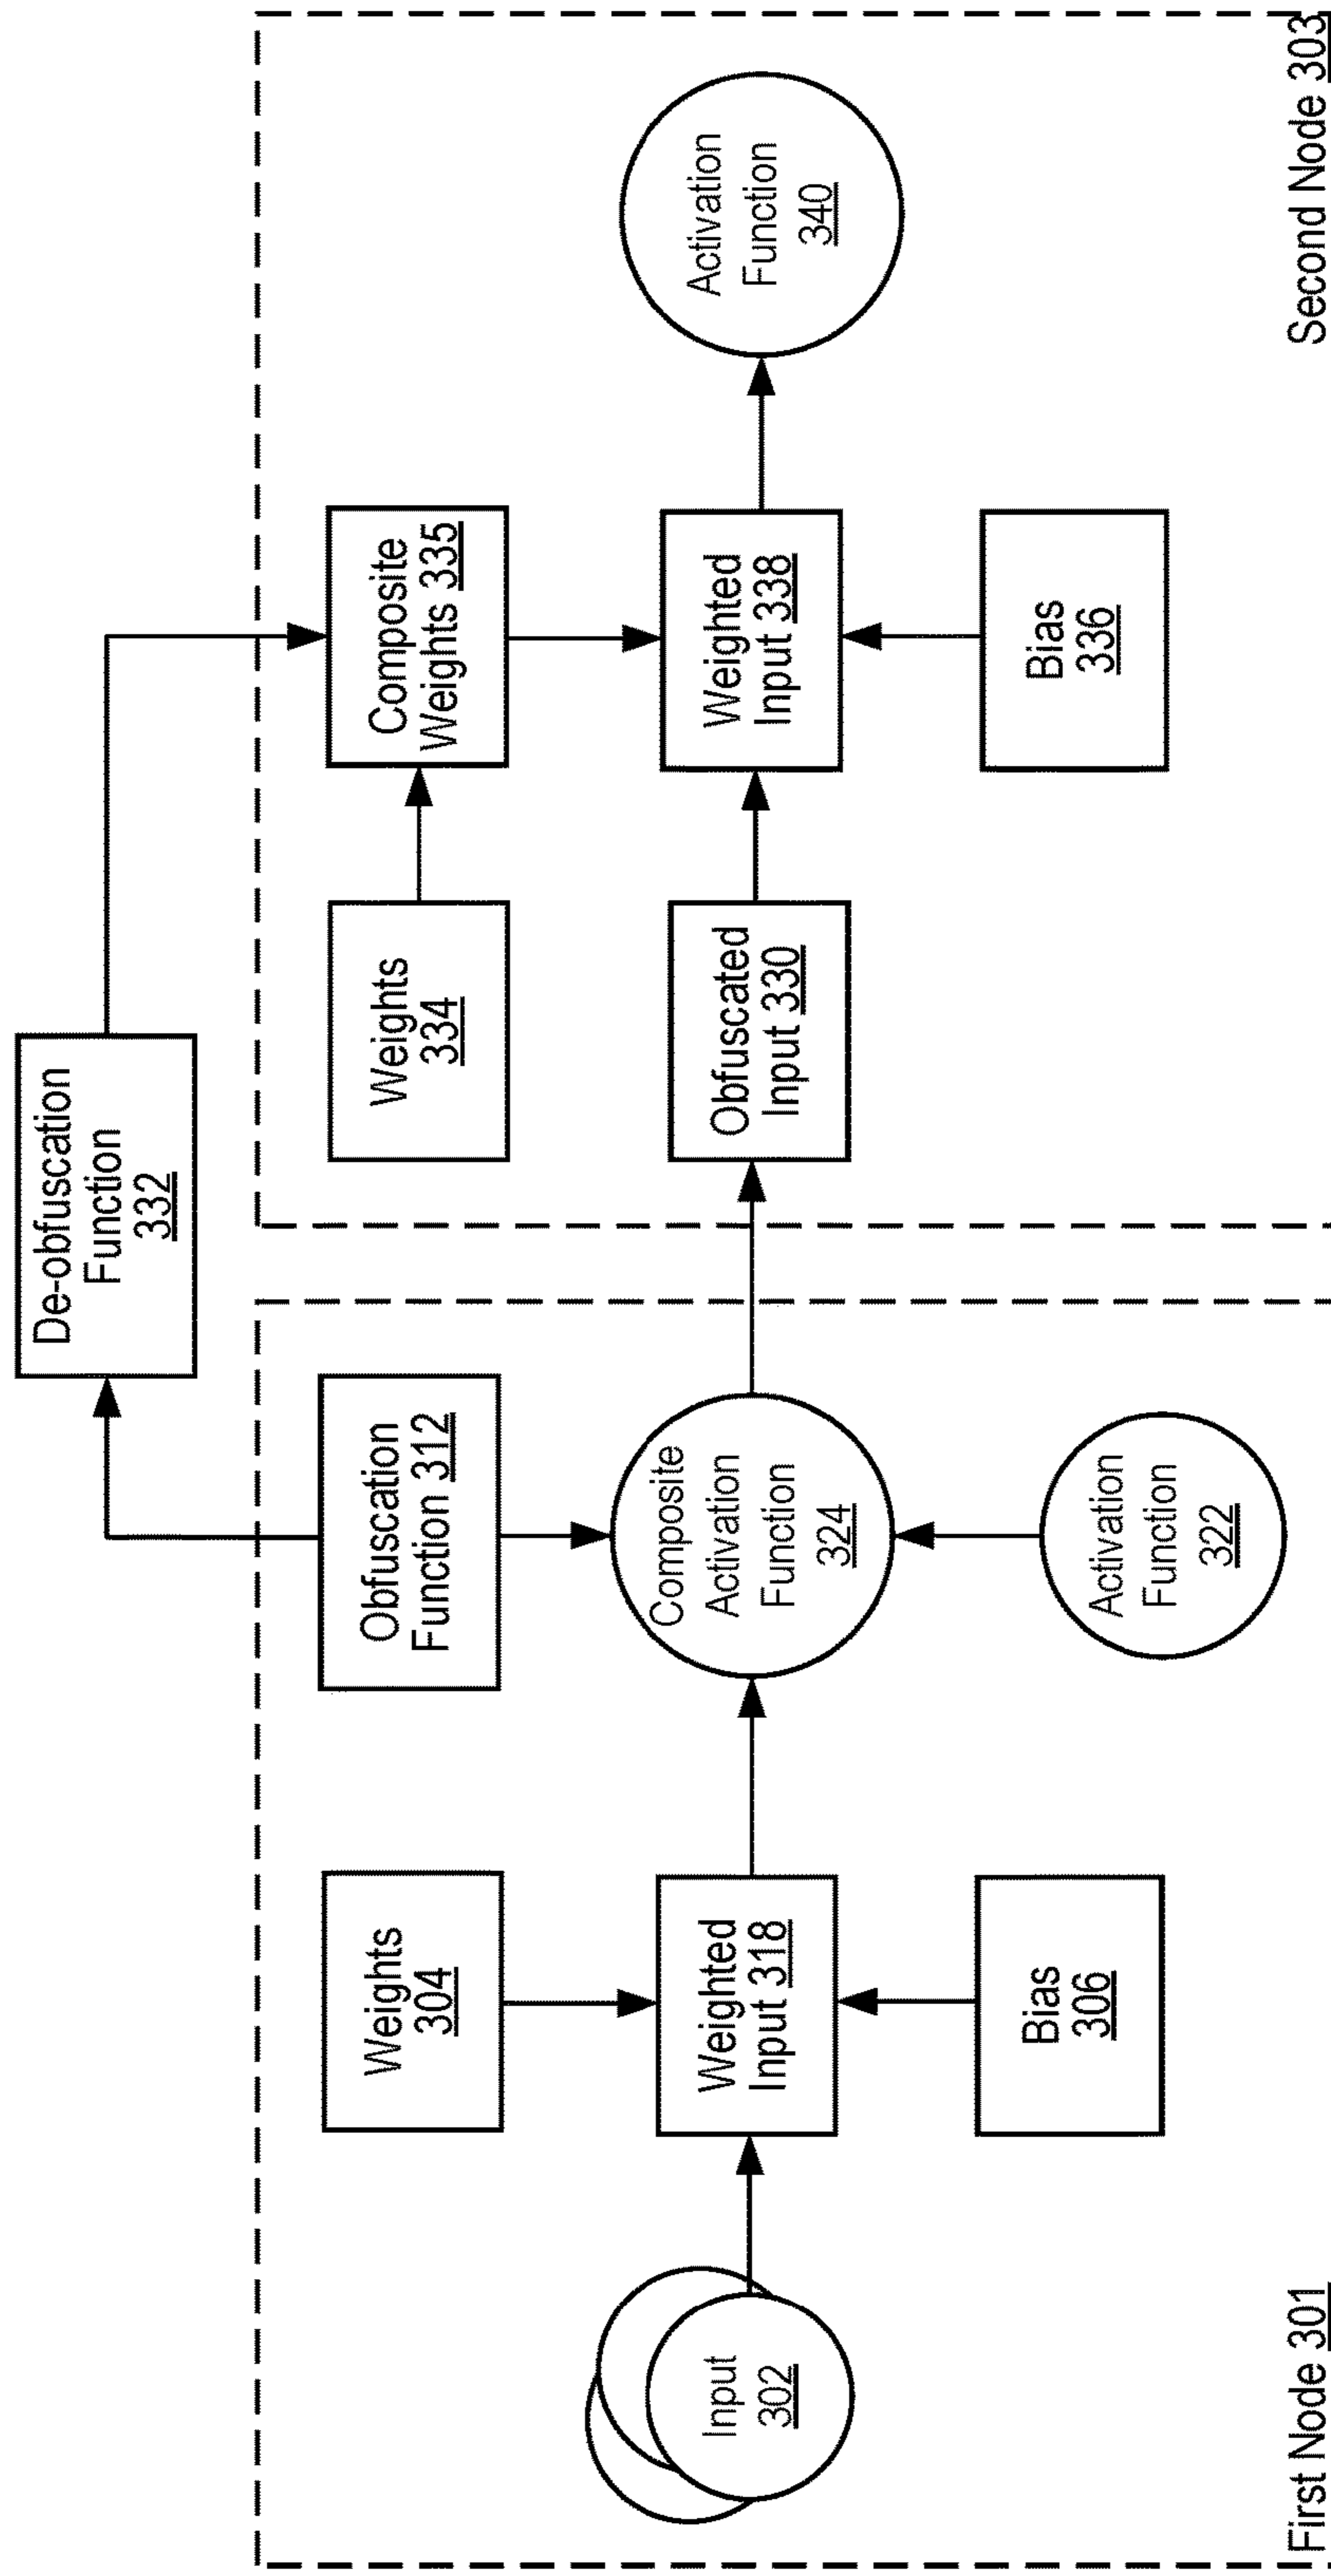 De-obfuscation
Function
332
Weights
304
Obfuscation
Function 312
Weights
334
Composite
Weights 335
Input
302
Weighted
Input 318
Composite
Activation
Function
324
Obfuscated
Input 330
Weighted
Input 338
Activation
Function
340
Bias
306
Activation
Function
322
Bias
336
First Node 301
Second Node 303